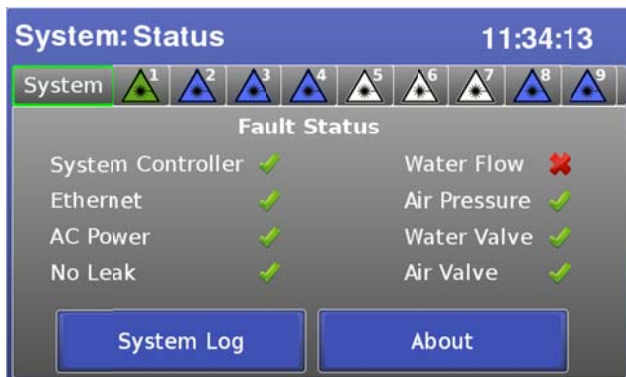 System: Status 11:34:13
System 1 2 3 4 5 6 7 8 9
Fault Status
System Controller Water Flow
Ethernet Air Pressure
AC Power Water Valve
No Leak Air Valve
System Log About